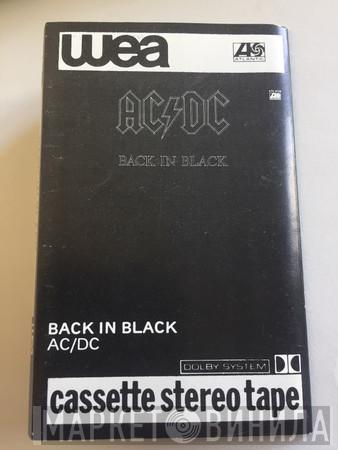 wea
ATLANTIC
AC/DC
BACK IN BLACK
BACK IN BLACK
AC/DC
DOLBY SYSTEM
cassette stereo tape
МАРКЕТ ВИНИЛА